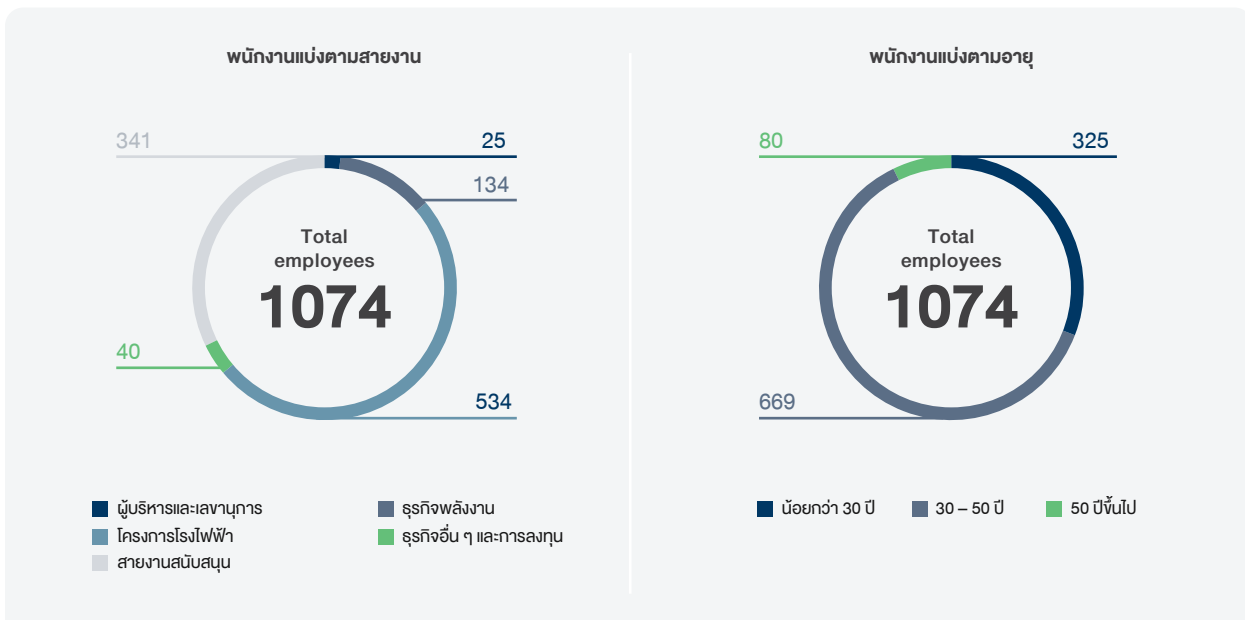 พนักงานแบ่งตามสายงาน
341
25
134
Total
employees
1074
40
534
ผู้บริหารและเลขานุการ
ธุรกิจพลังงาน
โครงการโรงไฟฟ้า
ธุรกิจอื่น ๆ และการลงทุน
สายงานสนับสนุน
พนักงานแบ่งตามอายุ
80
325
Total
employees
1074
669
น้อยกว่า 30 ปี
30 – 50 ปี
50 ปีขึ้นไป